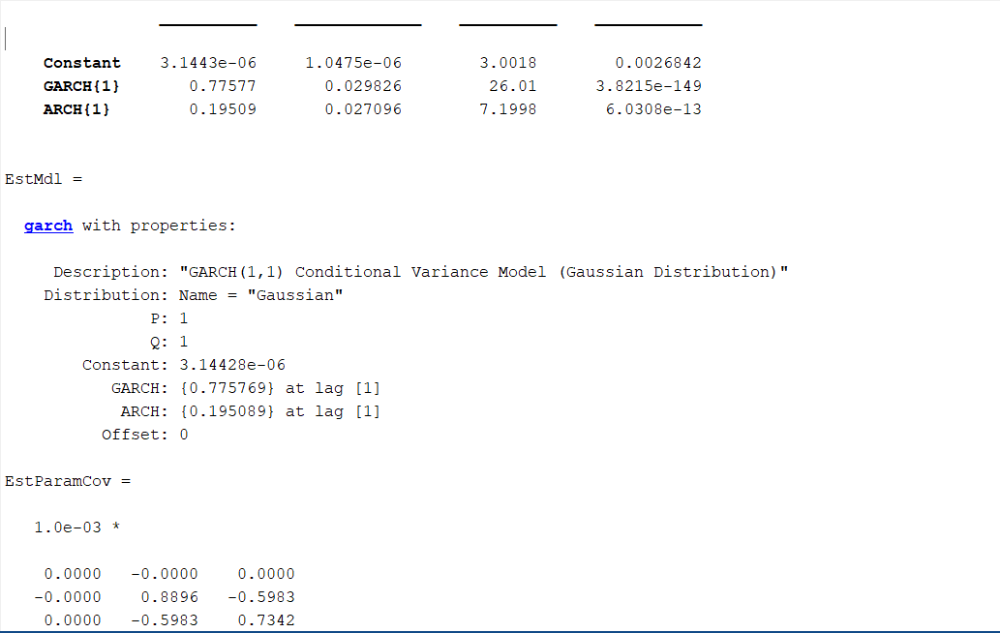 Constant 3.1443e-06 1.0475e-06 3.0018 0.0026842
GARCH{1} 0.77577 0.029826 26.01 3.8215e-149
ARCH{1} 0.19509 0.027096 7.1998 6.0308e-13
EstMdl =
garch with properties:
Description: "GARCH(1,1) Conditional Variance Model (Gaussian Distribution)"
Distribution: Name = "Gaussian"
P: 1
Q: 1
Constant: 3.14428e-06
GARCH: {0.775769} at lag [1]
ARCH: {0.195089} at lag [1]
Offset: 0
EstParamCov =
1.0e-03 *
0.0000 -0.0000 0.0000
-0.0000 0.8896 -0.5983
0.0000 -0.5983 0.7342